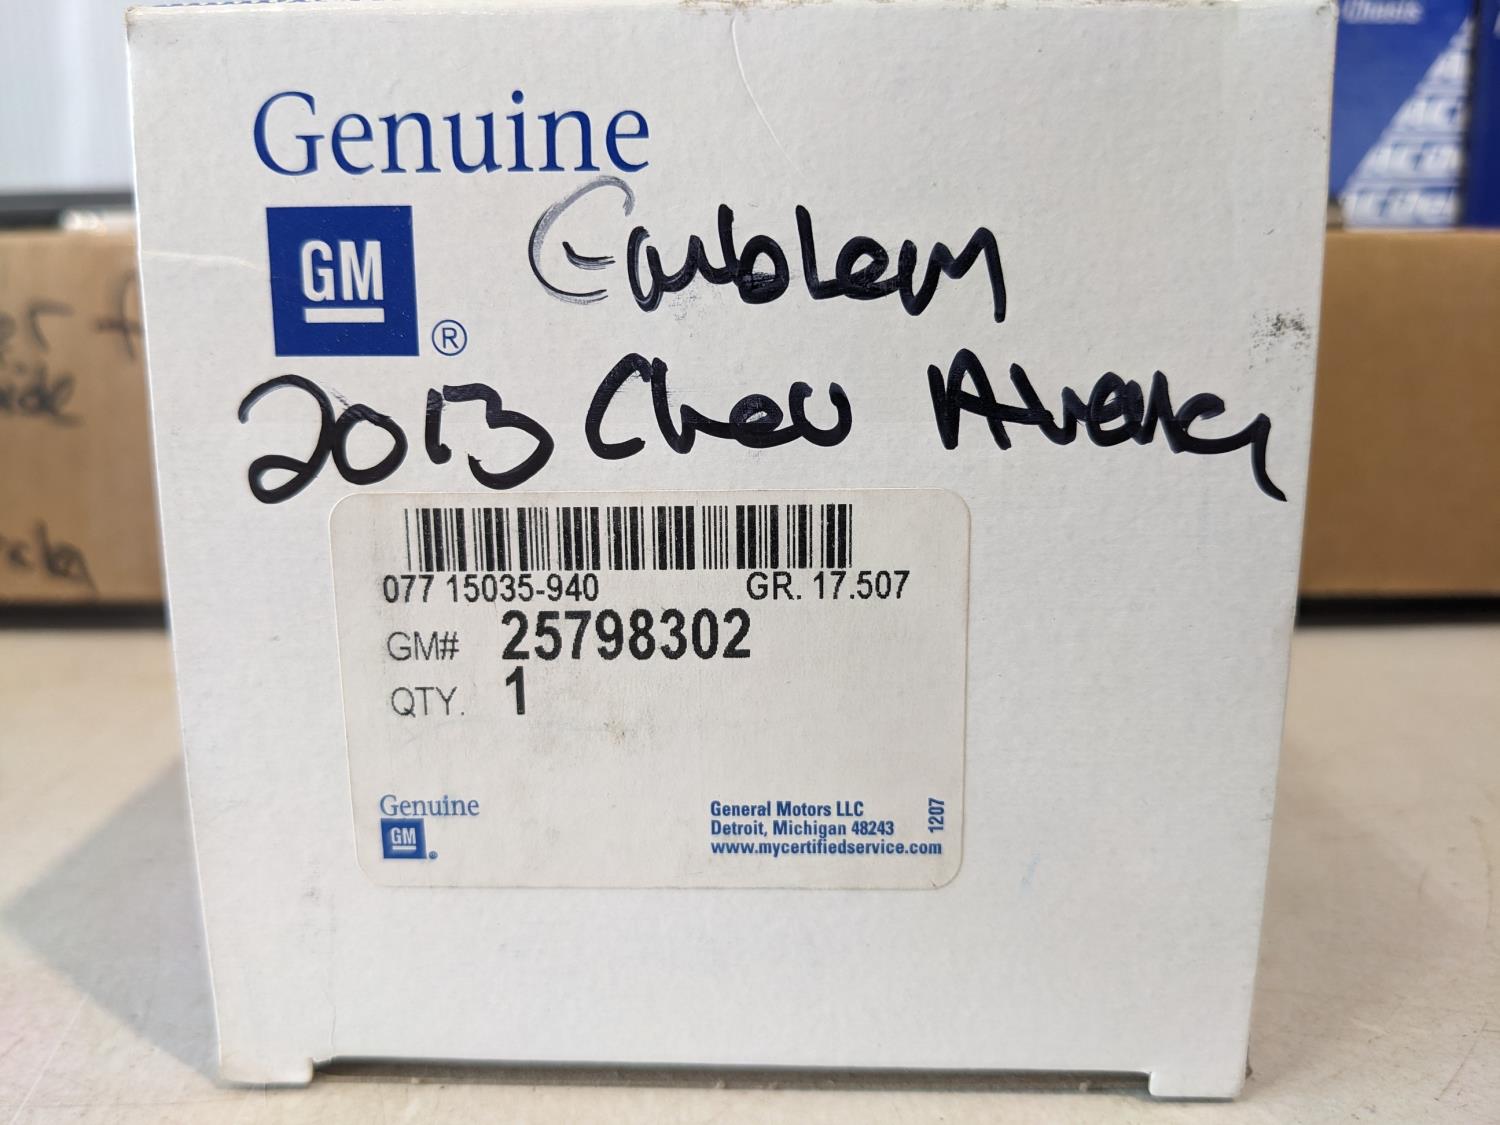 Genuine
GM ®
Emblem
2013 Chev Avenger
077 15035-940 GR. 17.507
GM# 25798302
QTY. 1
Genuine
GM ®
General Motors LLC
Detroit, Michigan 48243
www.mycertifiedservice.com
1207